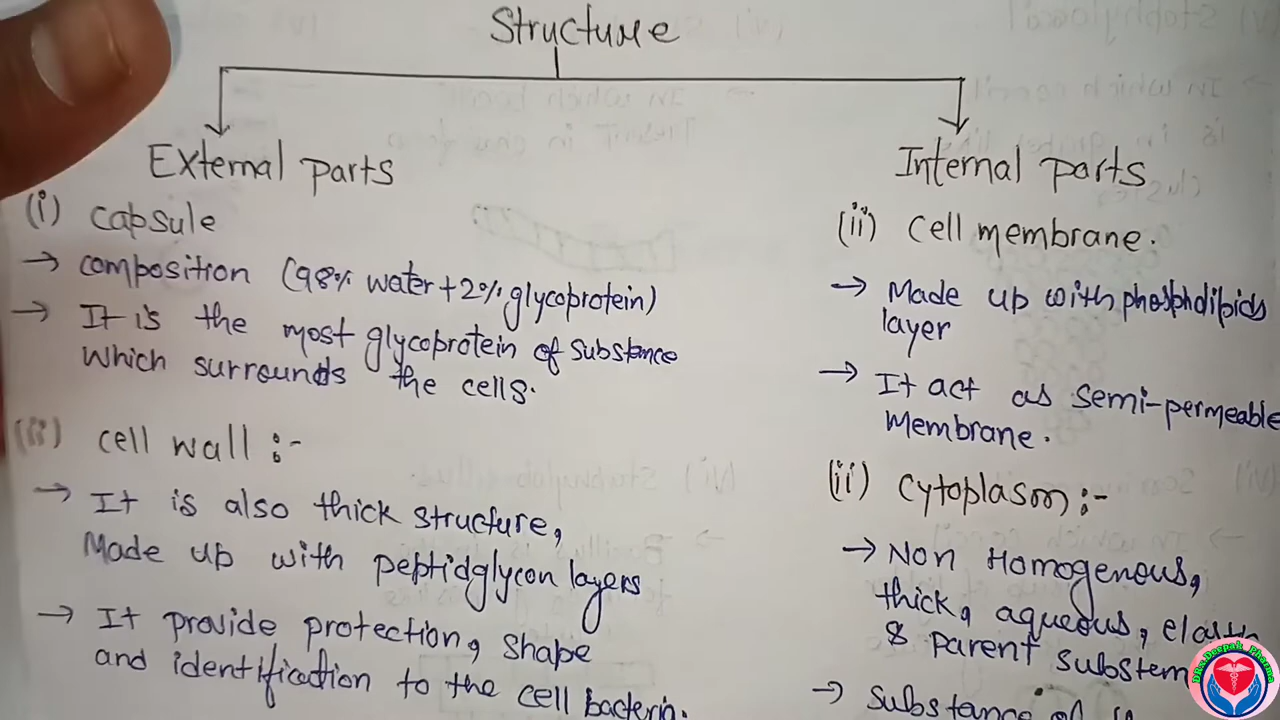 Structure
External parts
(i) capsule
→ composition (98% water + 2% glycoprotein)
→ It is the most glycoprotein of substance
which surrounds the cells.
(ii) cell wall :-
→ It is also thick structure,
Made up with peptidglycon layers
→ It provide protection, shape
and identification to the cell bacteria.
Internal parts
(ii) cell membrane.
→ Made up with phospholipids
layer
→ It act as semi-permeable
Membrane.
(ii) cytoplasm :-
→ Non Homogenous,
thick, aqueous,
& parent
→ Substance of
DRx Deepak Pharma